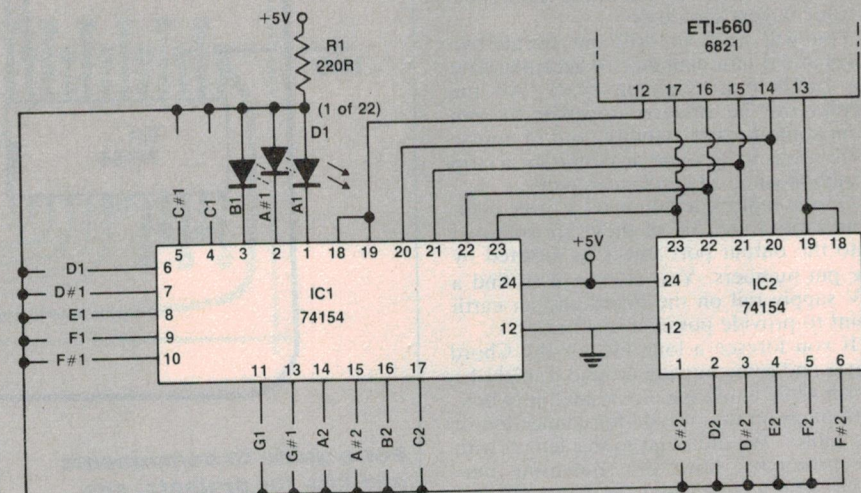 +5V
R1
220R
(1 of 22)
D1
ETI-660
6821
12 17 16 15 14 13
C#1 C1 B1 A#1 A1
5 4 3 2 1 18 19 20 21 22 23
+5V
23 22 21 20 19 18
D1 6
D#1 7
E1 8
F1 9
F#1 10
IC1
74154
24
12
24
12
IC2
74154
11 13 14 15 16 17
G1 G#1 A2 A#2 B2 C2
1 2 3 4 5 6
C#2 D2 D#2 E2 F2 F#2